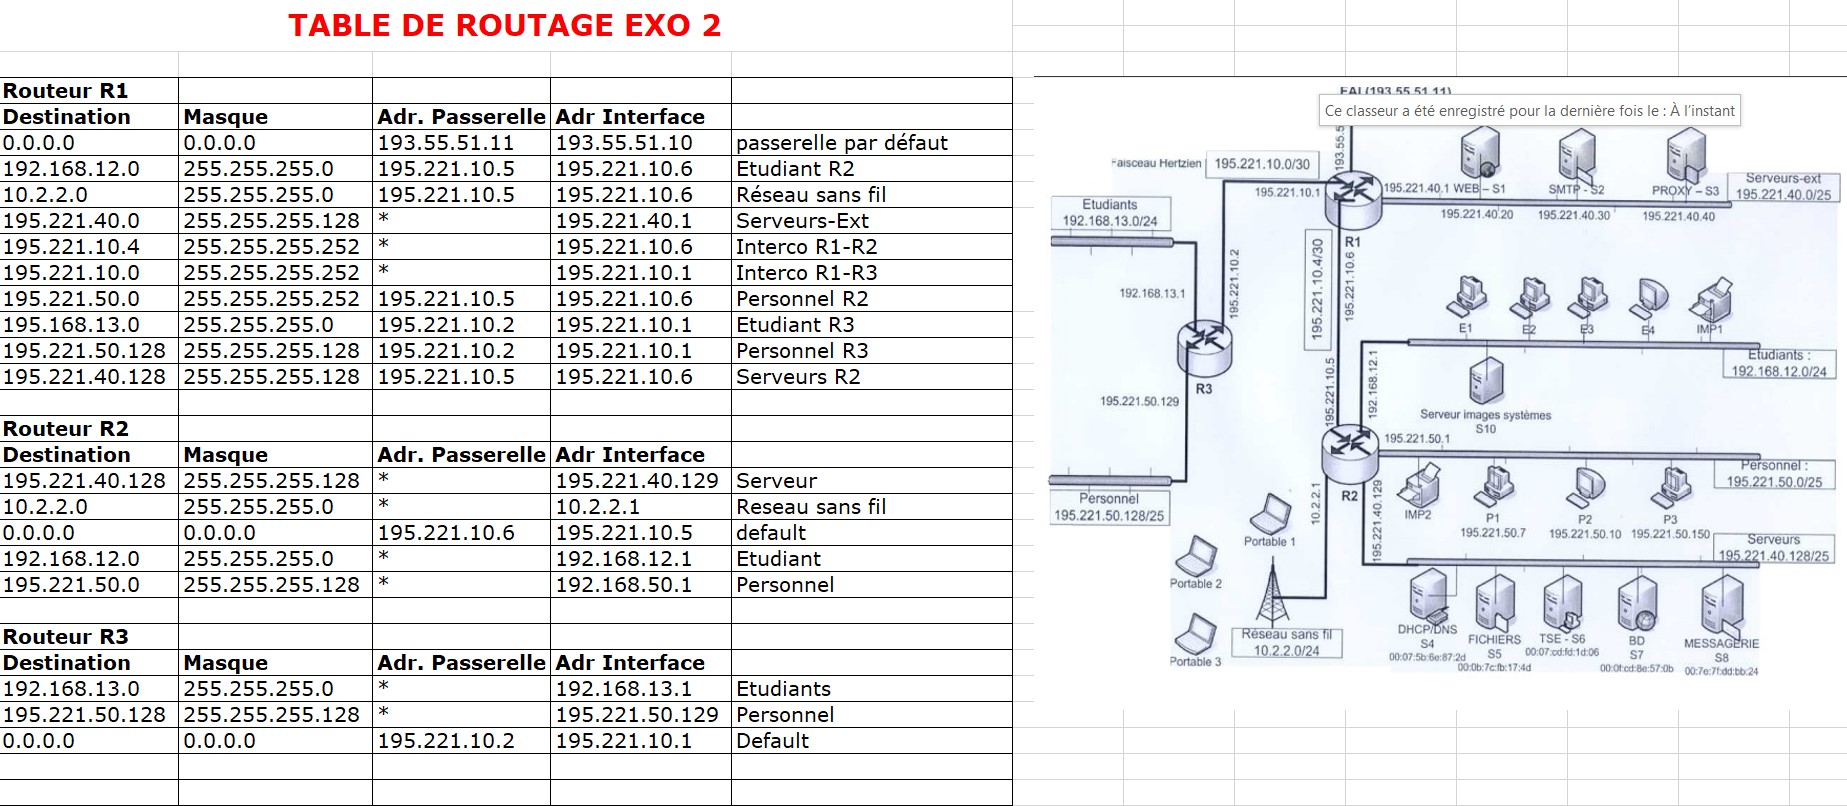 TABLE DE ROUTAGE EXO 2
Routeur R1
Destination Masque Adr. Passerelle Adr Interface
0.0.0.0 0.0.0.0 193.55.51.11 193.55.51.10 passerelle par défaut
192.168.12.0 255.255.255.0 195.221.10.5 195.221.10.6 Etudiant R2
10.2.2.0 255.255.255.0 195.221.10.5 195.221.10.6 Réseau sans fil
195.221.40.0 255.255.255.128 * 195.221.40.1 Serveurs-Ext
195.221.10.4 255.255.255.252 * 195.221.10.6 Interco R1-R2
195.221.10.0 255.255.255.252 * 195.221.10.1 Interco R1-R3
195.221.50.0 255.255.255.252 195.221.10.5 195.221.10.6 Personnel R2
195.168.13.0 255.255.255.0 195.221.10.2 195.221.10.1 Etudiant R3
195.221.50.128 255.255.255.128 195.221.10.2 195.221.10.1 Personnel R3
195.221.40.128 255.255.255.128 195.221.10.5 195.221.10.6 Serveurs R2
Routeur R2
Destination Masque Adr. Passerelle Adr Interface
195.221.40.128 255.255.255.128 * 195.221.40.129 Serveur
10.2.2.0 255.255.255.0 * 10.2.2.1 Reseau sans fil
0.0.0.0 0.0.0.0 195.221.10.6 195.221.10.5 default
192.168.12.0 255.255.255.0 * 192.168.12.1 Etudiant
195.221.50.0 255.255.255.128 * 192.168.50.1 Personnel
Routeur R3
Destination Masque Adr. Passerelle Adr Interface
192.168.13.0 255.255.255.0 * 192.168.13.1 Etudiants
195.221.50.128 255.255.255.128 * 195.221.50.129 Personnel
0.0.0.0 0.0.0.0 195.221.10.2 195.221.10.1 Default
FAI (193.55.51.11)
Ce classeur a été enregistré pour la dernière fois le : À l'instant
193.55.5
Faisceau Hertzien
195.221.10.0/30
195.221.10.1
195.221.40.1
WEB – S1
SMTP - S2
PROXY – S3
Serveurs-ext
195.221.40.0/25
195.221.40.20
195.221.40.30
195.221.40.40
R1
Etudiants
192.168.13.0/24
192.168.13.1
195.221.10.2
195.221.10.4/30
195.221.10.6
E1
E2
E3
E4
IMP1
Etudiants :
192.168.12.0/24
R3
195.221.50.129
195.221.10.5
192.168.12.1
Serveur images systèmes
S10
195.221.50.1
Personnel :
195.221.50.0/25
R2
IMP2
P1
195.221.50.7
P2
195.221.50.10
P3
195.221.50.150
Personnel
195.221.50.128/25
10.2.2.1
195.221.40.129
Serveurs
195.221.40.128/25
Portable 1
Portable 2
Portable 3
Réseau sans fil
10.2.2.0/24
DHCP/DNS
S4
00:07:5b:6e:87:2d
FICHIERS
S5
00:0b:7c:fb:17:4d
TSE - S6
00:07:cd:fd:1d:06
BD
S7
00:0f:cd:8e:57:0b
MESSAGERIE
S8
00:7e:7f:dd:bb:24